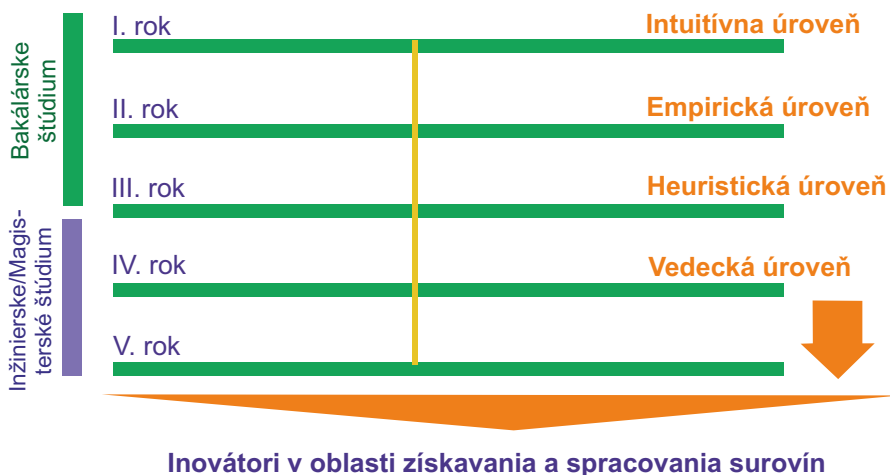 Bakálárske
štúdium
Inžinierske/Magis-
terské štúdium
I. rok
Intuitívna úroveň
II. rok
Empirická úroveň
III. rok
Heuristická úroveň
IV. rok
Vedecká úroveň
V. rok
Inovátori v oblasti získavania a spracovania surovín